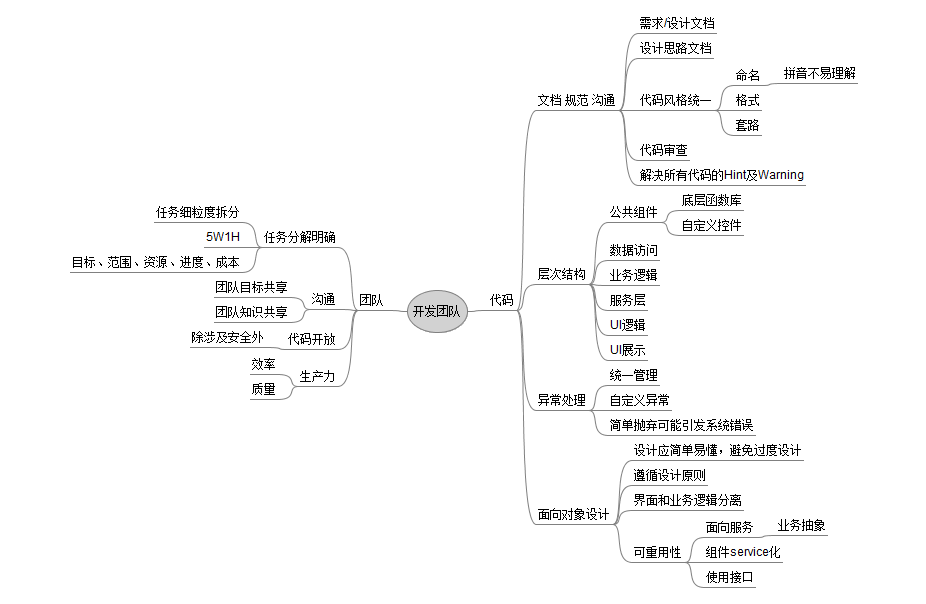 开发团队
团队
任务分解明确
任务细粒度拆分
5W1H
目标、范围、资源、进度、成本
沟通
团队目标共享
团队知识共享
代码开放
除涉及安全外
生产力
效率
质量
代码
文档 规范 沟通
需求/设计文档
设计思路文档
代码风格统一
命名
拼音不易理解
格式
套路
代码审查
解决所有代码的Hint及Warning
层次结构
公共组件
底层函数库
自定义控件
数据访问
业务逻辑
服务层
UI逻辑
UI展示
异常处理
统一管理
自定义异常
简单抛弃可能引发系统错误
面向对象设计
设计应简单易懂，避免过度设计
遵循设计原则
界面和业务逻辑分离
可重用性
面向服务
业务抽象
组件service化
使用接口